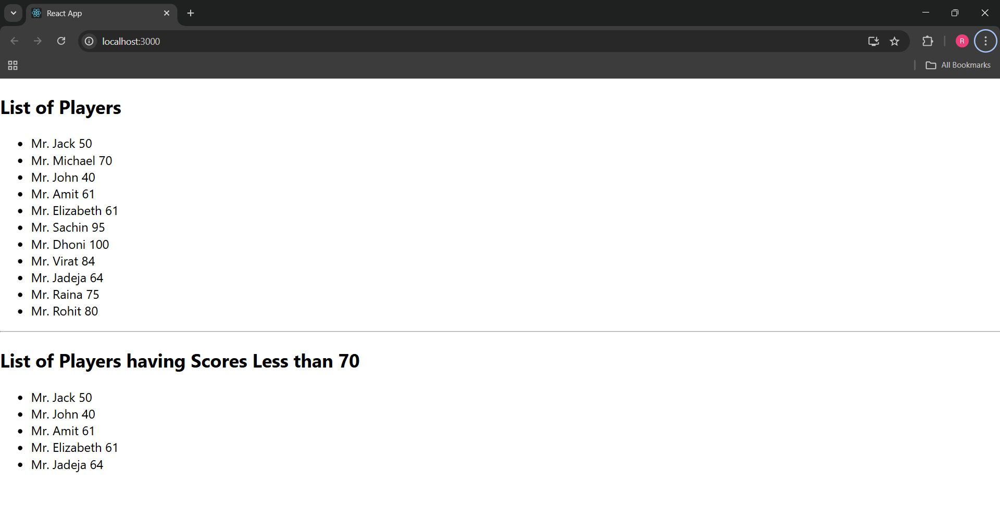 React App
localhost:3000
R
All Bookmarks
List of Players
Mr. Jack 50
Mr. Michael 70
Mr. John 40
Mr. Amit 61
Mr. Elizabeth 61
Mr. Sachin 95
Mr. Dhoni 100
Mr. Virat 84
Mr. Jadeja 64
Mr. Raina 75
Mr. Rohit 80
List of Players having Scores Less than 70
Mr. Jack 50
Mr. John 40
Mr. Amit 61
Mr. Elizabeth 61
Mr. Jadeja 64